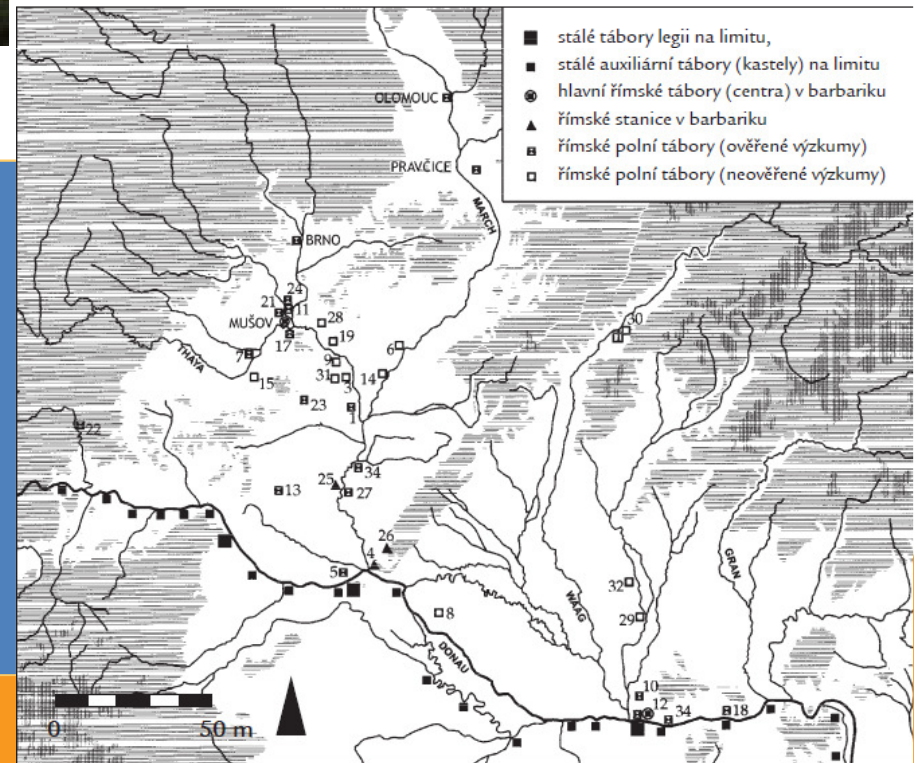 stálé tábory legii na limitu,
stálé auxiliární tábory (kastely) na limitu
hlavní římské tábory (centra) v barbariku
římské stanice v barbariku
římské polní tábory (ověřené výzkumy)
římské polní tábory (neověřené výzkumy)
OLOMOUC
PRAVČICE
MARCH
BRNO
24
21
11
MUŠOV
28
17
19
30
6
7
9
THAYA
15
31
3
14
23
1
22
34
25
13
27
26
4
GRAN
5
32
WAAG
8
29
DONAU
10
12
34
18
0
50 m